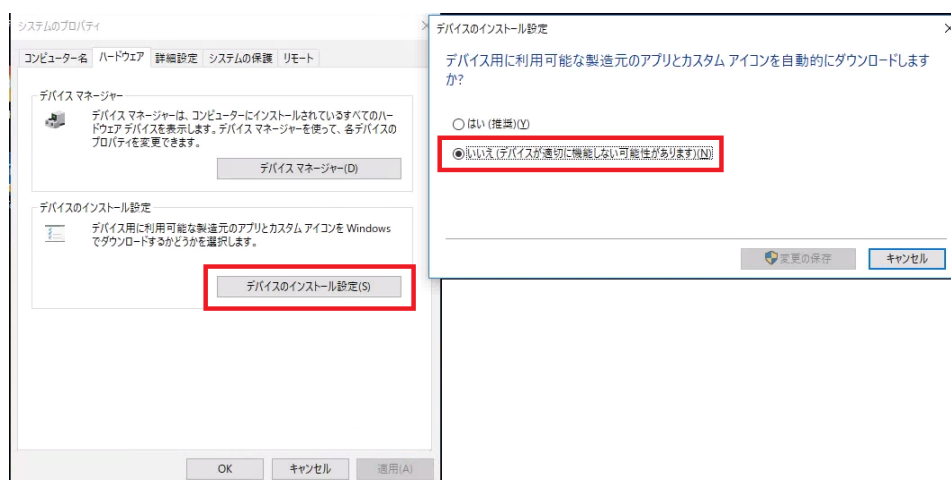 システムのプロパティ
コンピューター名 ハードウェア 詳細設定 システムの保護 リモート
デバイス マネージャー
デバイス マネージャーは、コンピューターにインストールされているすべてのハー
ドウェア デバイスを表示します。デバイス マネージャーを使って、各デバイスの
プロパティを変更できます。
デバイス マネージャー(D)
デバイスのインストール設定
デバイス用に利用可能な製造元のアプリとカスタム アイコンを Windows
でダウンロードするかどうかを選択します。
デバイスのインストール設定(S)
OK キャンセル 適用(A)
デバイスのインストール設定
デバイス用に利用可能な製造元のアプリとカスタム アイコンを自動的にダウンロードします
か?
はい (推奨)(Y)
いいえ (デバイスが適切に機能しない可能性があります)(N)
変更の保存 キャンセル